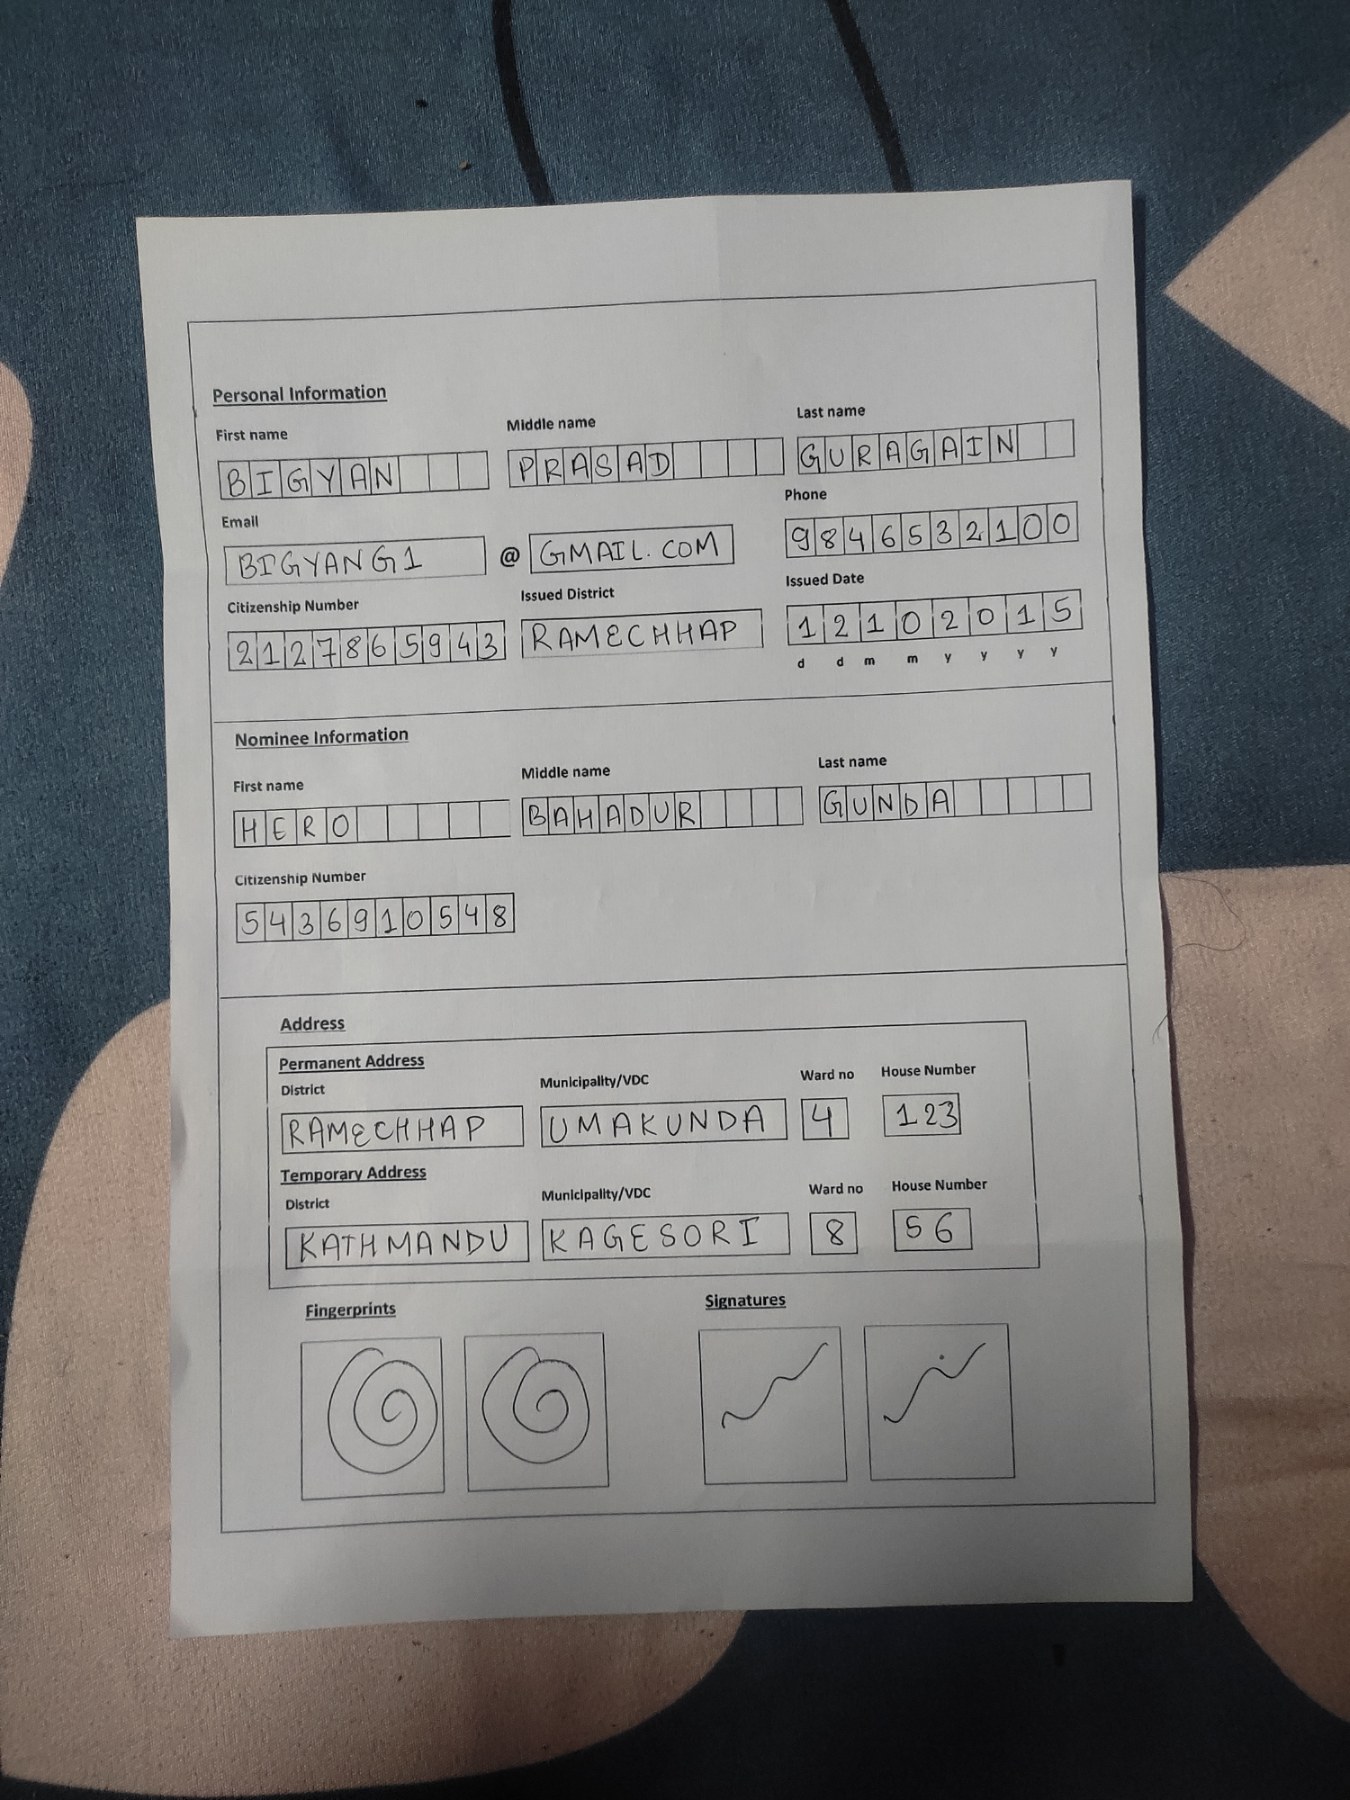 Personal Information
First name Middle name Last name
BIGYAN PRASAD GURAGAIN
Email Phone
BIGYANG1 @ GMAIL.COM 9846532100
Citizenship Number Issued District Issued Date
2127865943 RAMECHHAP 12102015
d d m m y y y y
Nominee Information
First name Middle name Last name
HERO BAHADUR GUNDA
Citizenship Number
5436910548
Address
Permanent Address
District Municipality/VDC Ward no House Number
RAMECHHAP UMAKUNDA 4 123
Temporary Address
District Municipality/VDC Ward no House Number
KATHMANDU KAGESORI 8 56
Fingerprints Signatures